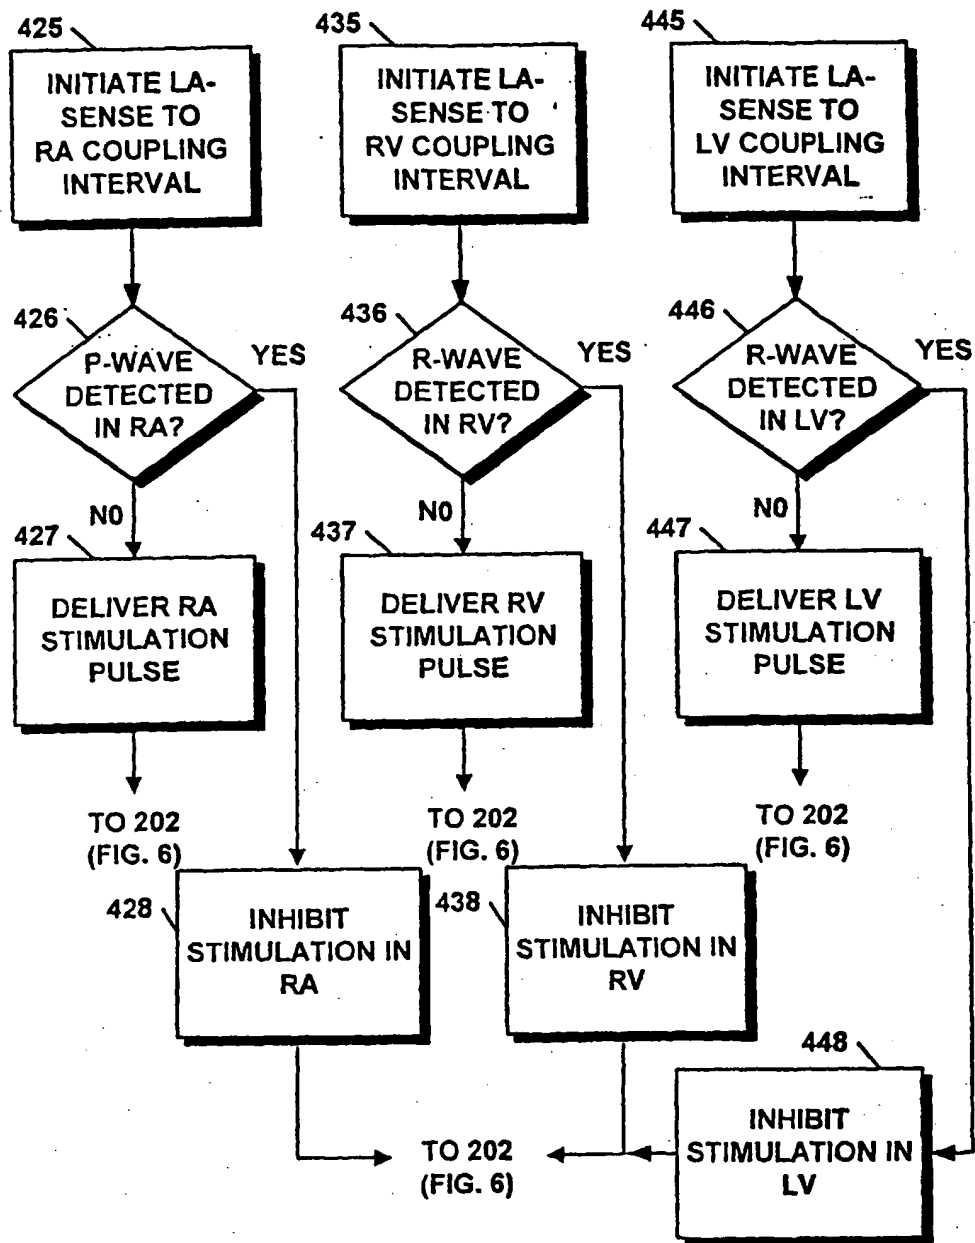 425
INITIATE LA-
SENSE TO
RA COUPLING
INTERVAL
435
INITIATE LA-
SENSE TO
RV COUPLING
INTERVAL
445
INITIATE LA-
SENSE TO
LV COUPLING
INTERVAL
426
P-WAVE
DETECTED
IN RA?
YES
NO
436
R-WAVE
DETECTED
IN RV?
YES
NO
446
R-WAVE
DETECTED
IN LV?
YES
NO
427
DELIVER RA
STIMULATION
PULSE
437
DELIVER RV
STIMULATION
PULSE
447
DELIVER LV
STIMULATION
PULSE
TO 202
(FIG. 6)
TO 202
(FIG. 6)
TO 202
(FIG. 6)
428
INHIBIT
STIMULATION IN
RA
438
INHIBIT
STIMULATION IN
RV
448
INHIBIT
STIMULATION IN
LV
TO 202
(FIG. 6)